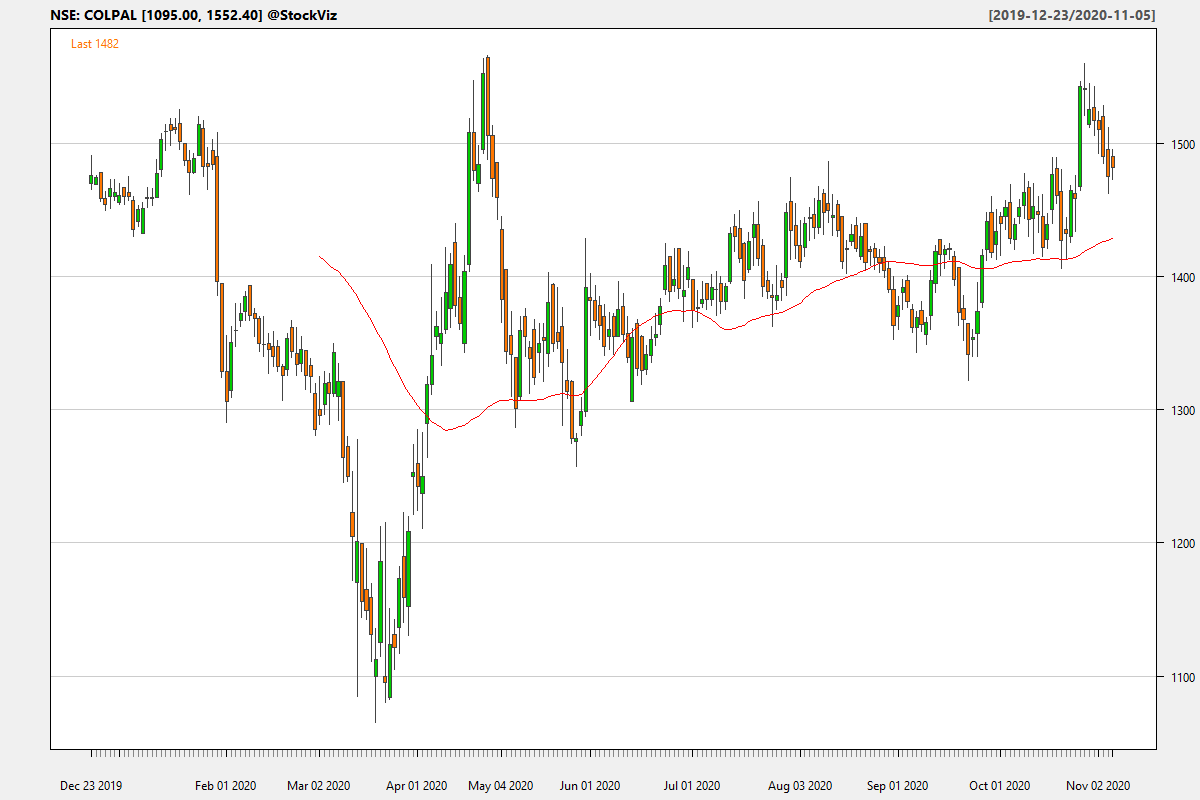 NSE: COLPAL [1095.00, 1552.40] @StockViz [2019-12-23/2020-11-05]
Last 1482
1500
1400
1300
1200
1100
Dec 23 2019 Feb 01 2020 Mar 02 2020 Apr 01 2020 May 04 2020 Jun 01 2020 Jul 01 2020 Aug 03 2020 Sep 01 2020 Oct 01 2020 Nov 02 2020